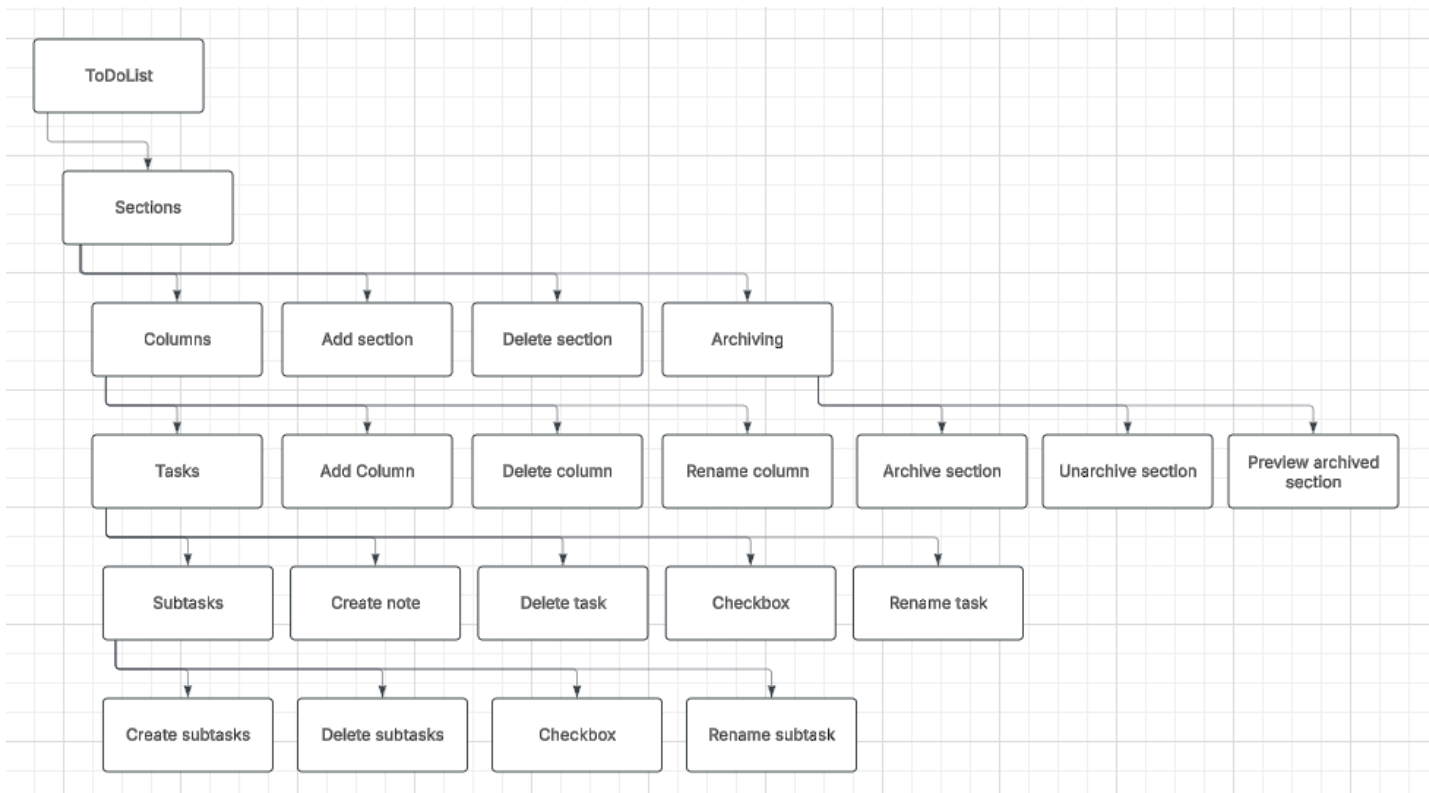 ToDoList
Sections
Columns
Add section
Delete section
Archiving
Tasks
Add Column
Delete column
Rename column
Archive section
Unarchive section
Preview archived
section
Subtasks
Create note
Delete task
Checkbox
Rename task
Create subtasks
Delete subtasks
Checkbox
Rename subtask